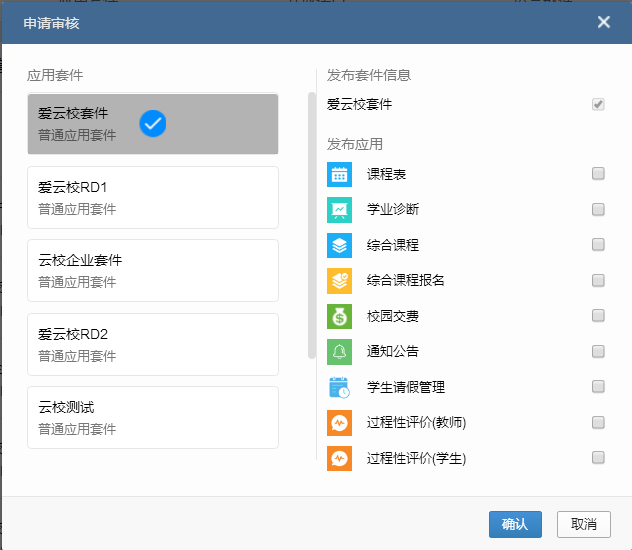 申请审核
应用套件
爱云校套件
普通应用套件
爱云校RD1
普通应用套件
云校企业套件
普通应用套件
爱云校RD2
普通应用套件
云校测试
普通应用套件
发布套件信息
爱云校套件
发布应用
课程表
学业诊断
综合课程
综合课程报名
校园交费
通知公告
学生请假管理
过程性评价(教师)
过程性评价(学生)
确认
取消